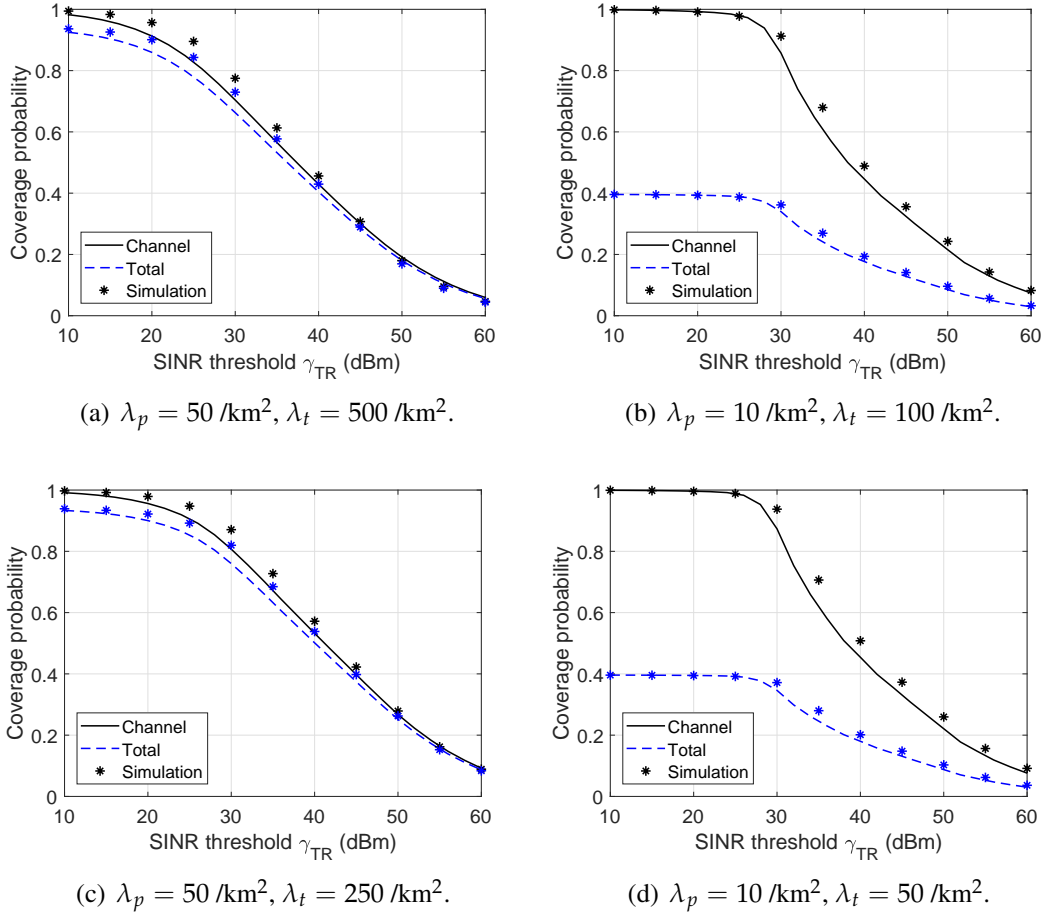 1
0.8
0.6
0.4
0.2
0
Coverage probability
Channel
Total
Simulation
10 20 30 40 50 60
SINR threshold γTR (dBm)
(a) λp = 50 /km², λt = 500 /km².
1
0.8
0.6
0.4
0.2
0
Coverage probability
Channel
Total
Simulation
10 20 30 40 50 60
SINR threshold γTR (dBm)
(b) λp = 10 /km², λt = 100 /km².
1
0.8
0.6
0.4
0.2
0
Coverage probability
Channel
Total
Simulation
10 20 30 40 50 60
SINR threshold γTR (dBm)
(c) λp = 50 /km², λt = 250 /km².
1
0.8
0.6
0.4
0.2
0
Coverage probability
Channel
Total
Simulation
10 20 30 40 50 60
SINR threshold γTR (dBm)
(d) λp = 10 /km², λt = 50 /km².